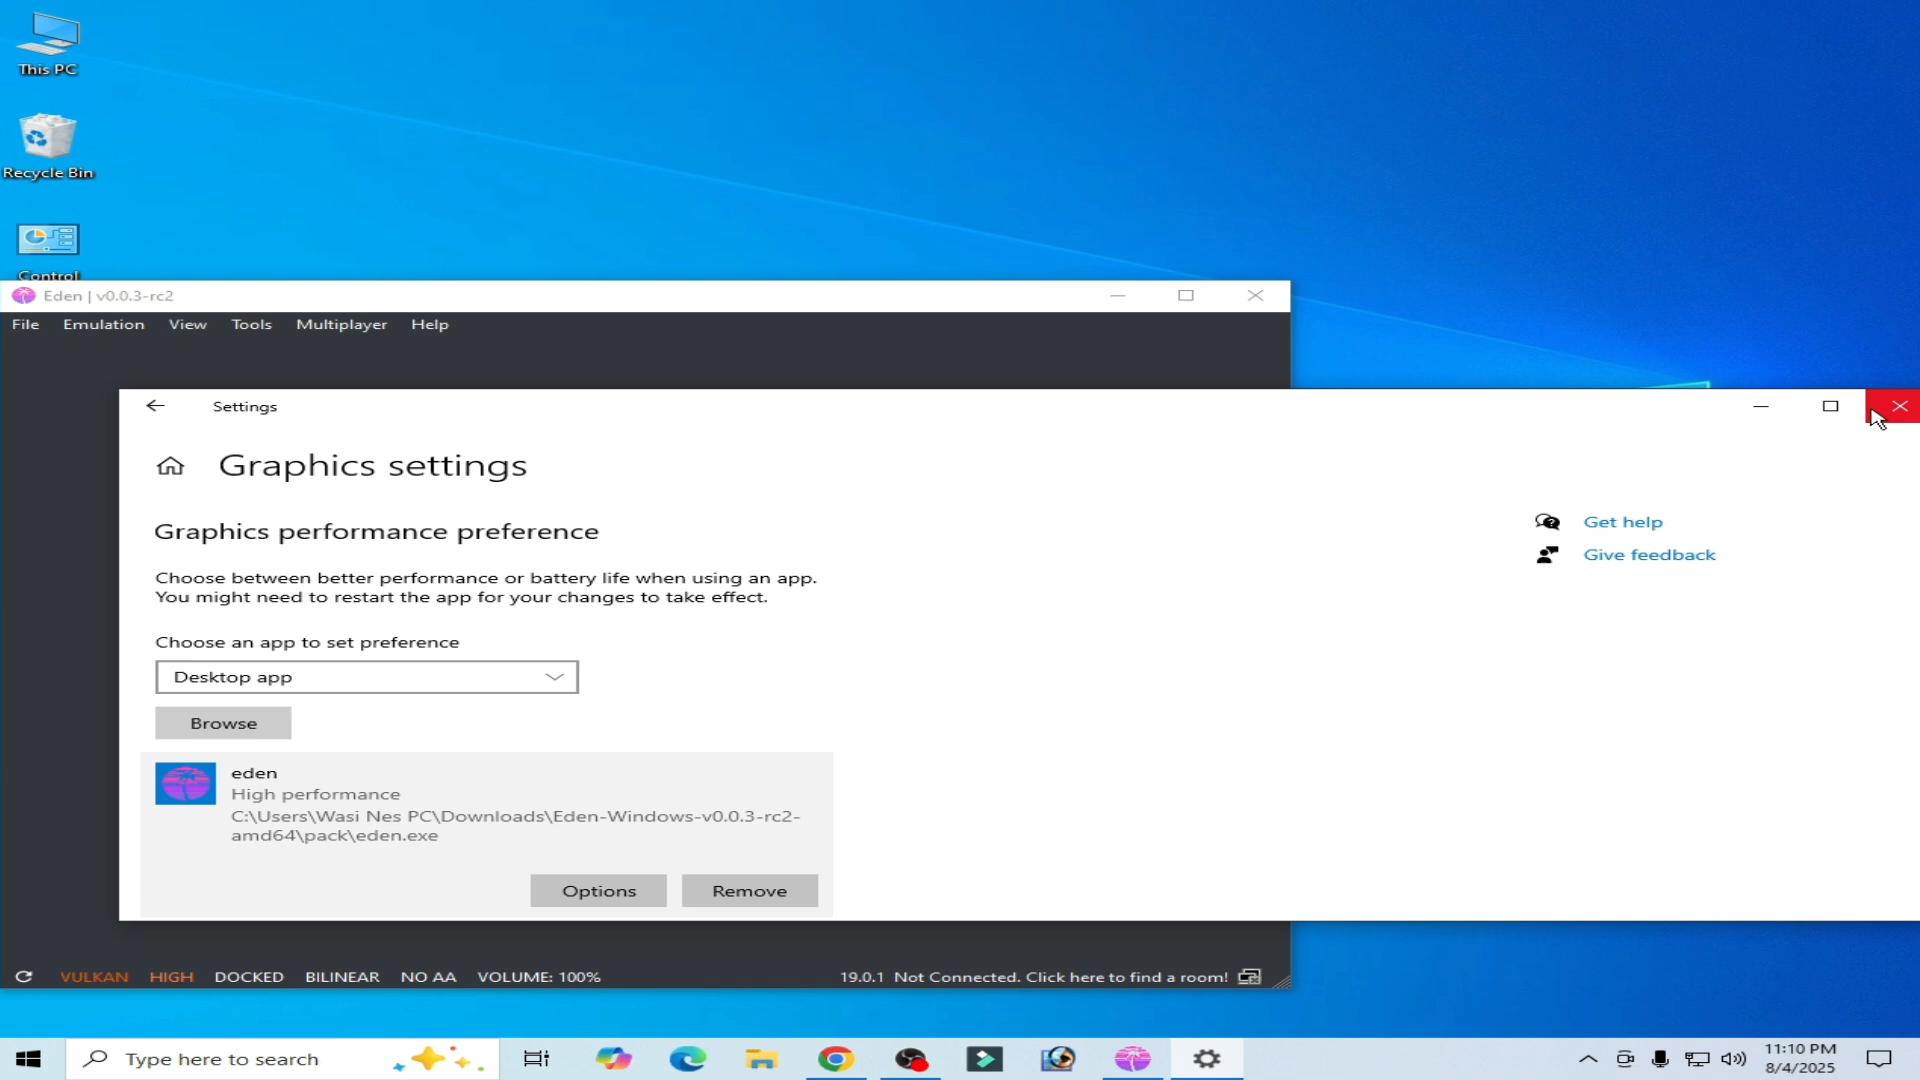 This PC
Recycle Bin
Control
Eden | v0.0.3-rc2
File Emulation View Tools Multiplayer Help
Settings
Graphics settings
Graphics performance preference
Choose between better performance or battery life when using an app.
You might need to restart the app for your changes to take effect.
Choose an app to set preference
Desktop app
Browse
eden
High performance
C:\Users\Wasi Nes PC\Downloads\Eden-Windows-v0.0.3-rc2-
amd64\pack\eden.exe
Options Remove
Get help
Give feedback
VULKAN HIGH DOCKED BILINEAR NO AA VOLUME: 100% 19.0.1 Not Connected. Click here to find a room!
Type here to search
11:10 PM
8/4/2025